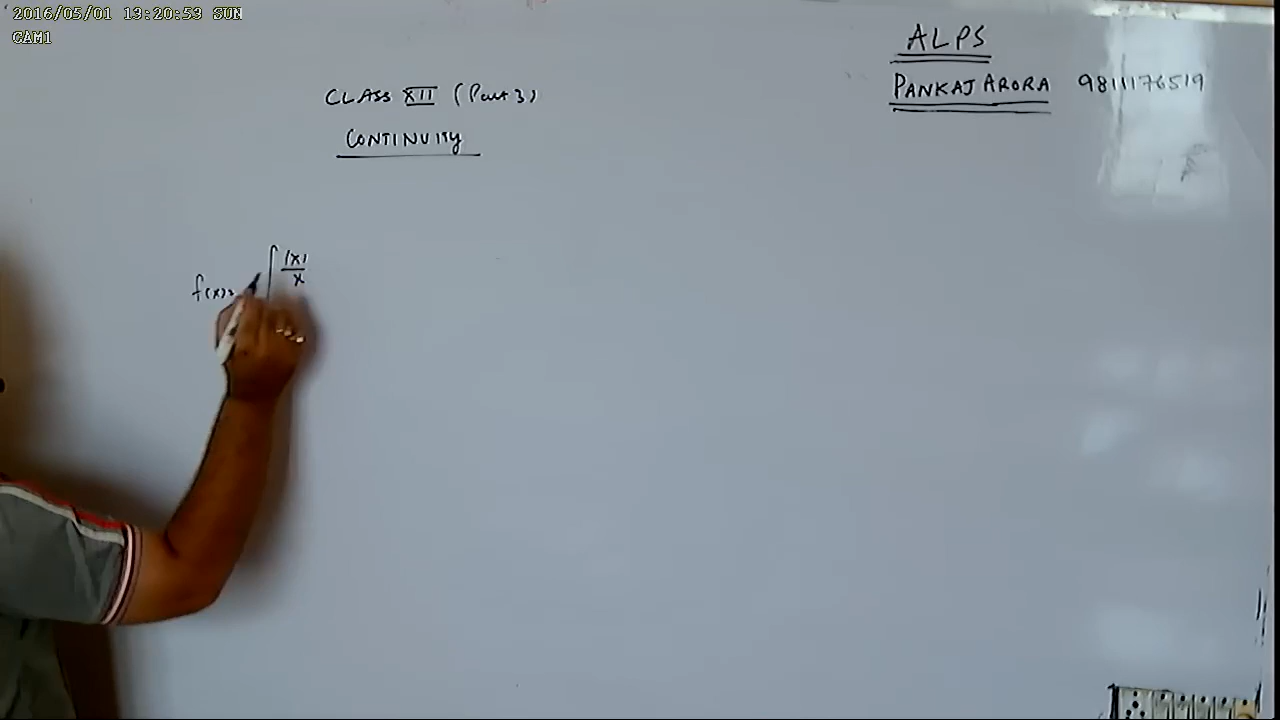 2016/05/01 13:20:53 SUN
CAM1
ALPS
PANKAJ ARORA 9811176519
CLASS XII (Part 3)
CONTINUITY
f(x)= { |x|/x